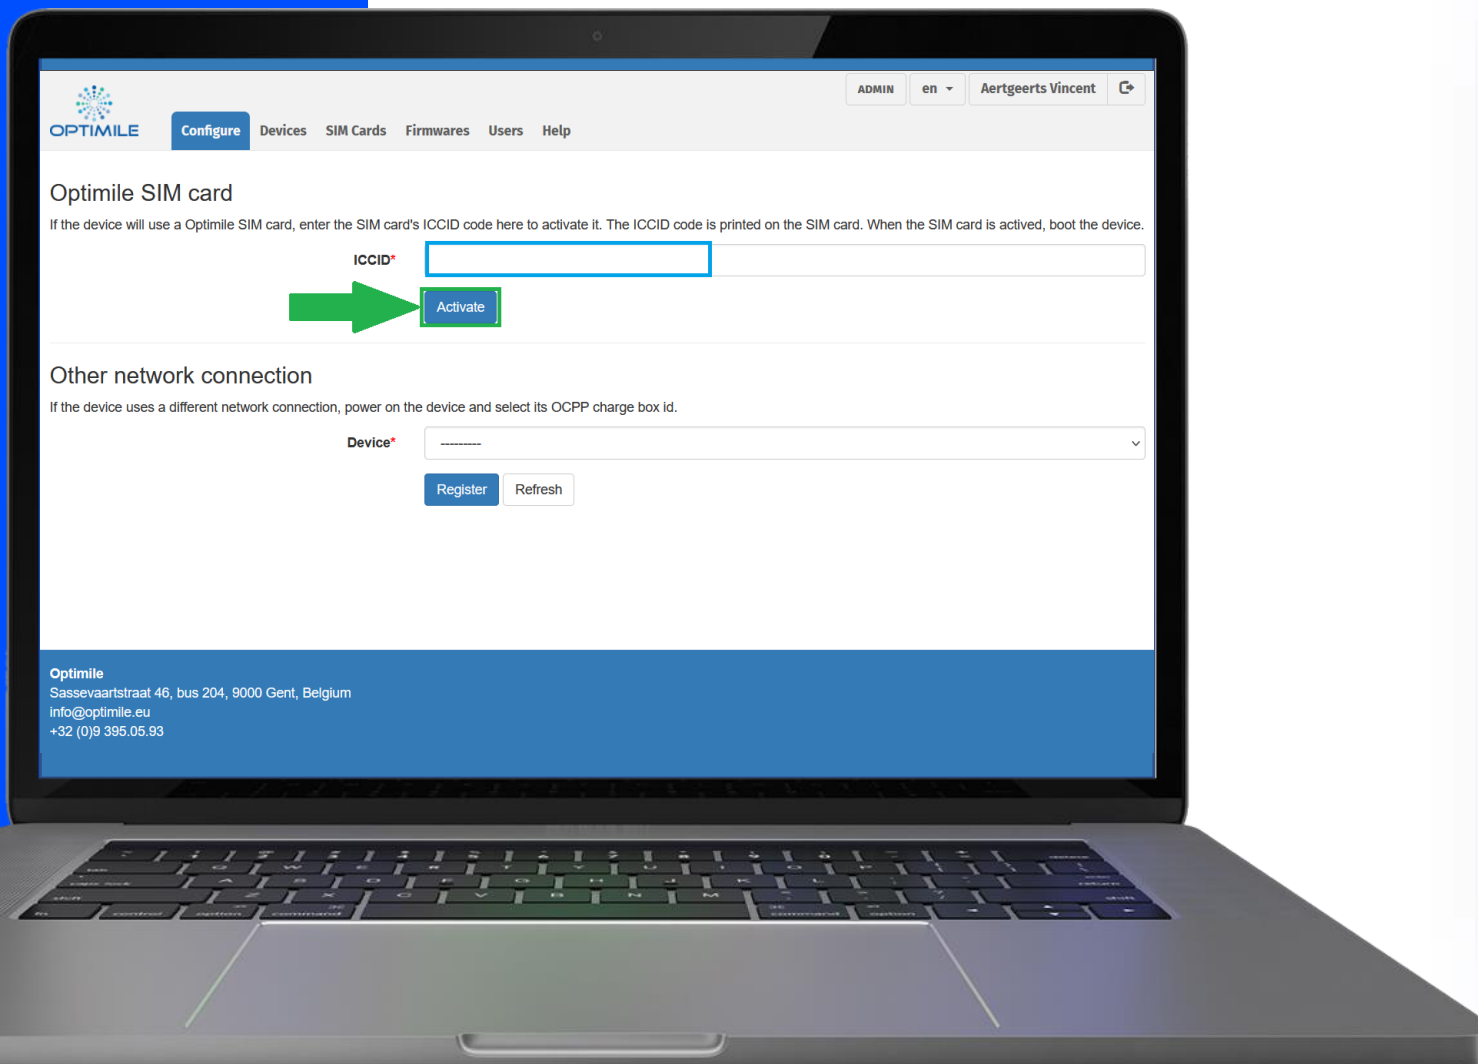 ADMIN en Aertgeerts Vincent
OPTIMILE
Configure Devices SIM Cards Firmwares Users Help
Optimile SIM card
If the device will use a Optimile SIM card, enter the SIM card's ICCID code here to activate it. The ICCID code is printed on the SIM card. When the SIM card is actived, boot the device.
ICCID*
Activate
Other network connection
If the device uses a different network connection, power on the device and select its OCPP charge box id.
Device* ---------
Register Refresh
Optimile
Sassevaartstraat 46, bus 204, 9000 Gent, Belgium
info@optimile.eu
+32 (0)9 395.05.93